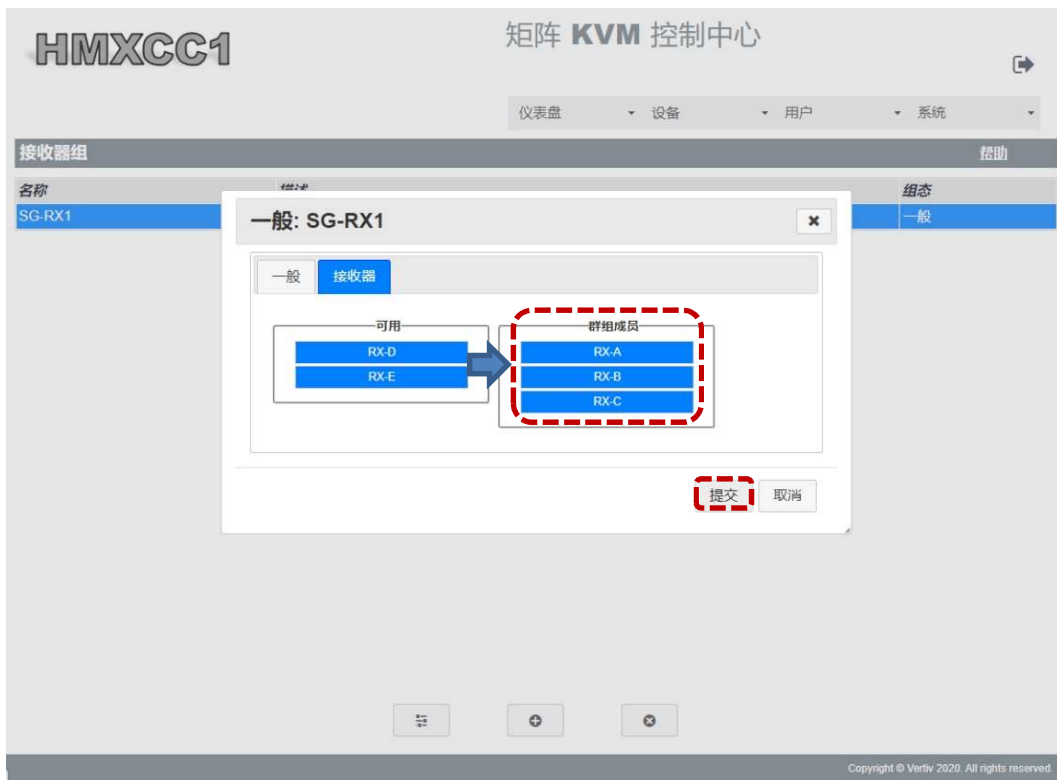 HMXCC1
矩阵 KVM 控制中心
仪表盘 设备 用户 系统
接收器组 帮助
名称 描述 组态
SG-RX1 一般
一般: SG-RX1
一般 接收器
可用 群组成员
RX-D RX-A
RX-E RX-B
RX-C
提交 取消
Copyright © Vertiv 2020. All rights reserved.